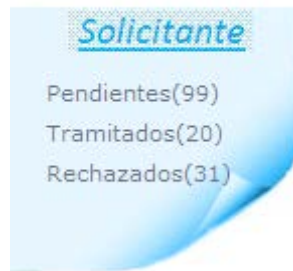 Solicitante
Pendientes(99)
Tramitados(20)
Rechazados(31)